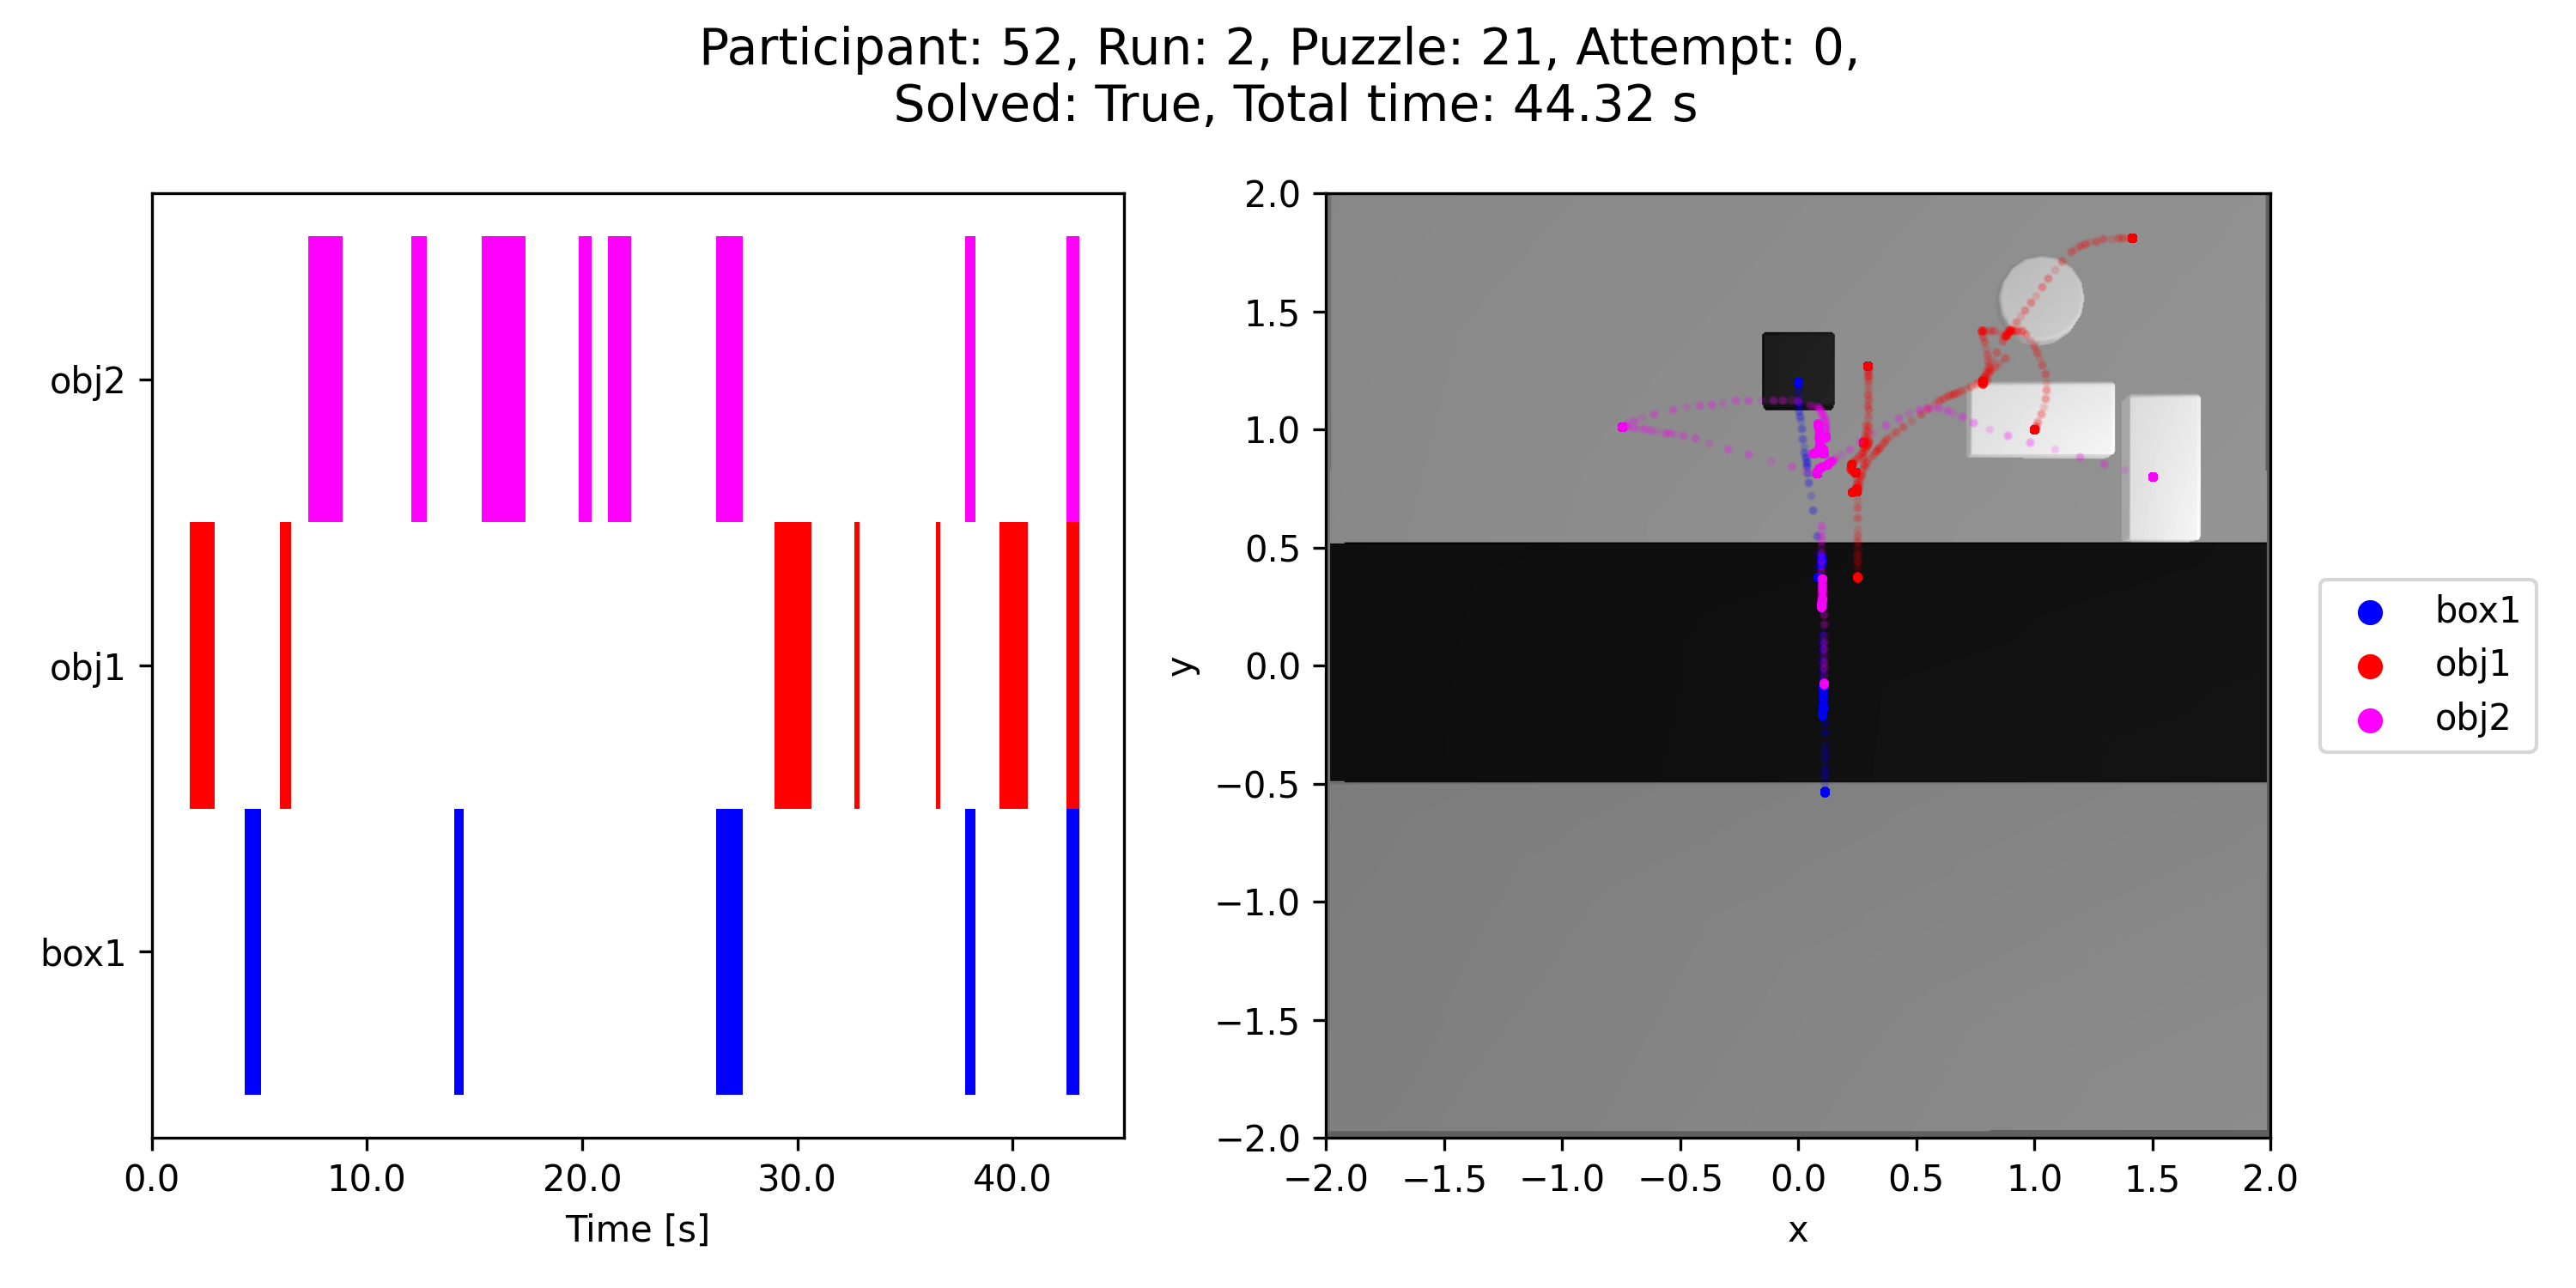 Participant: 52, Run: 2, Puzzle: 21, Attempt: 0,
Solved: True, Total time: 44.32 s
obj2
obj1
box1
0.0 10.0 20.0 30.0 40.0
Time [s]
2.0
1.5
1.0
0.5
0.0
−0.5
−1.0
−1.5
−2.0
y
−2.0 −1.5 −1.0 −0.5 0.0 0.5 1.0 1.5 2.0
x
box1
obj1
obj2